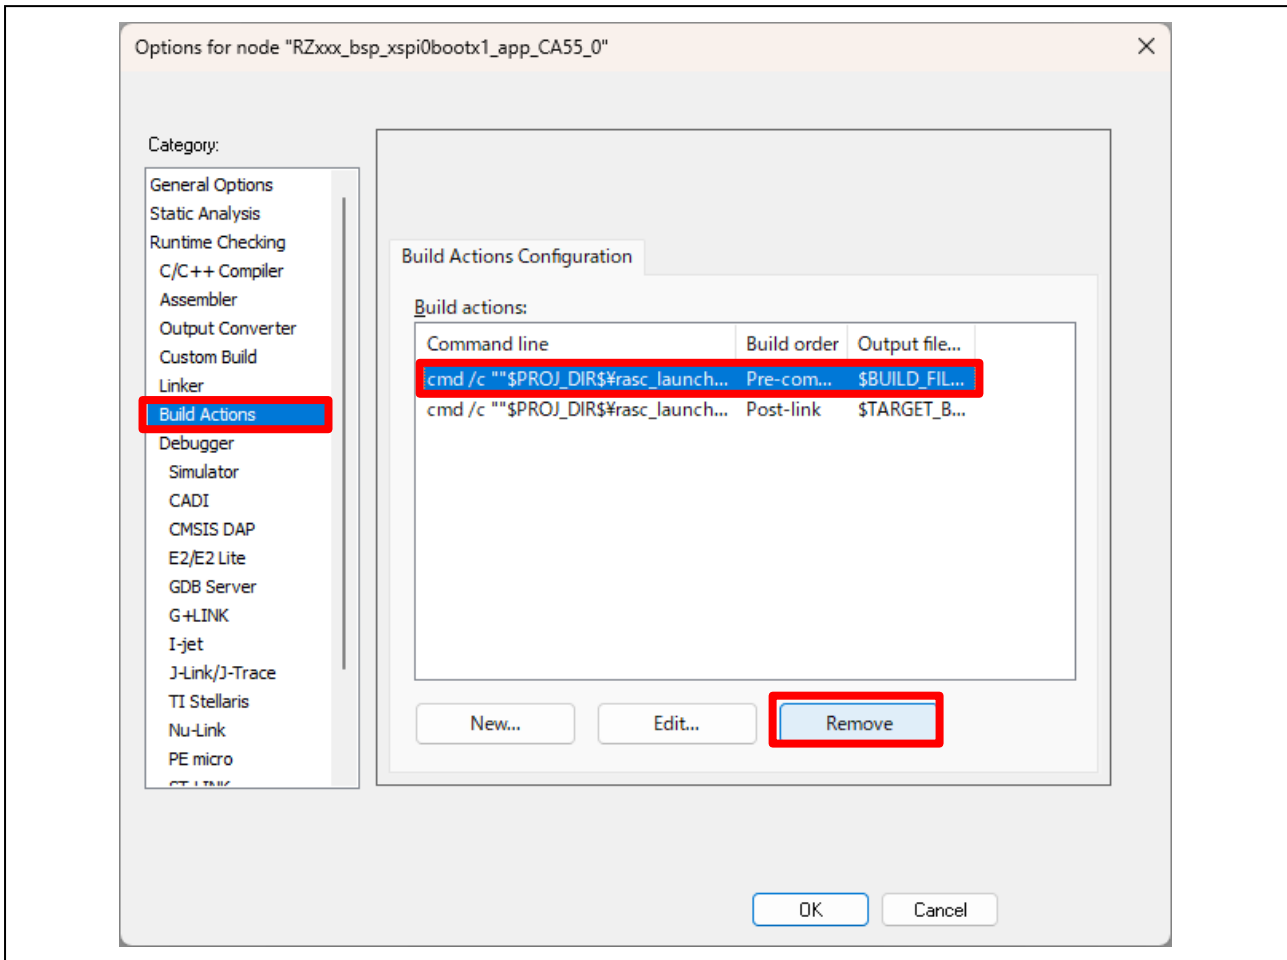 Options for node "RZxxx_bsp_xspi0bootx1_app_CA55_0"
Category:
General Options
Static Analysis
Runtime Checking
C/C++ Compiler
Assembler
Output Converter
Custom Build
Linker
Build Actions
Debugger
Simulator
CADI
CMSIS DAP
E2/E2 Lite
GDB Server
G+LINK
I-jet
J-Link/J-Trace
TI Stellaris
Nu-Link
PE micro
ST-LINK
Build Actions Configuration
Build actions:
Command line Build order Output file...
cmd /c ""$PROJ_DIR$¥rasc_launch... Pre-com... $BUILD_FIL...
cmd /c ""$PROJ_DIR$¥rasc_launch... Post-link $TARGET_B...
New... Edit... Remove
OK Cancel